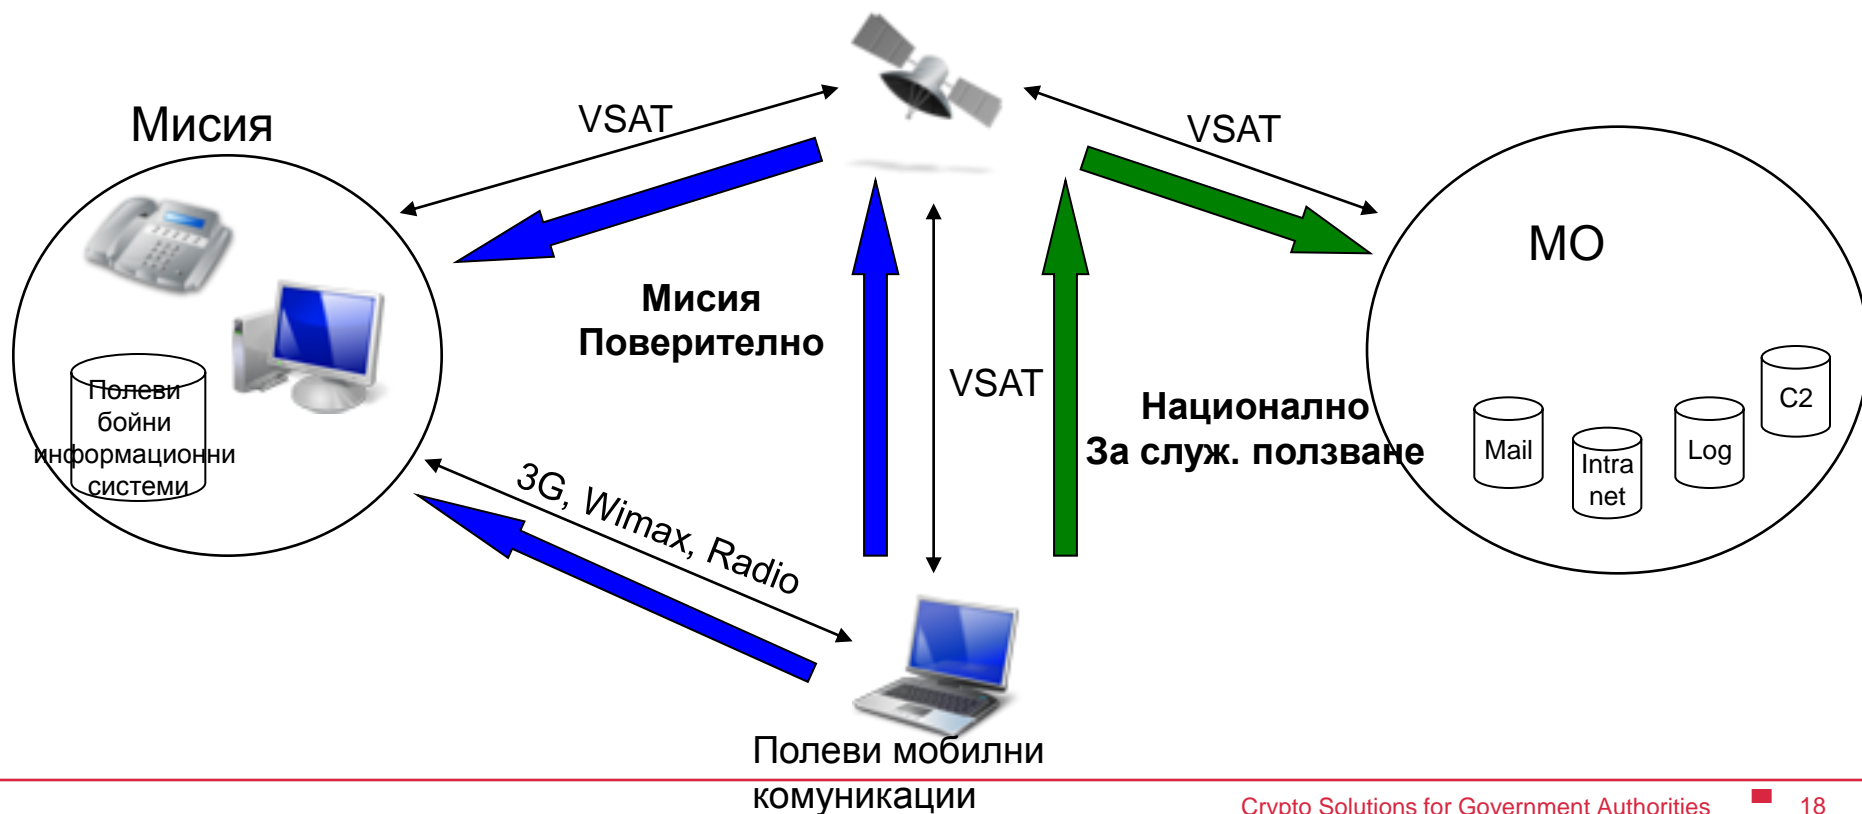 Мисия
VSAT
VSAT
МО
Мисия
Поверително
VSAT
Национално
За служ. ползване
Полеви
бойни
информационни
системи
3G, Wimax, Radio
Mail
Intra
net
Log
C2
Полеви мобилни
комуникации
Crypto Solutions for Government Authorities
18